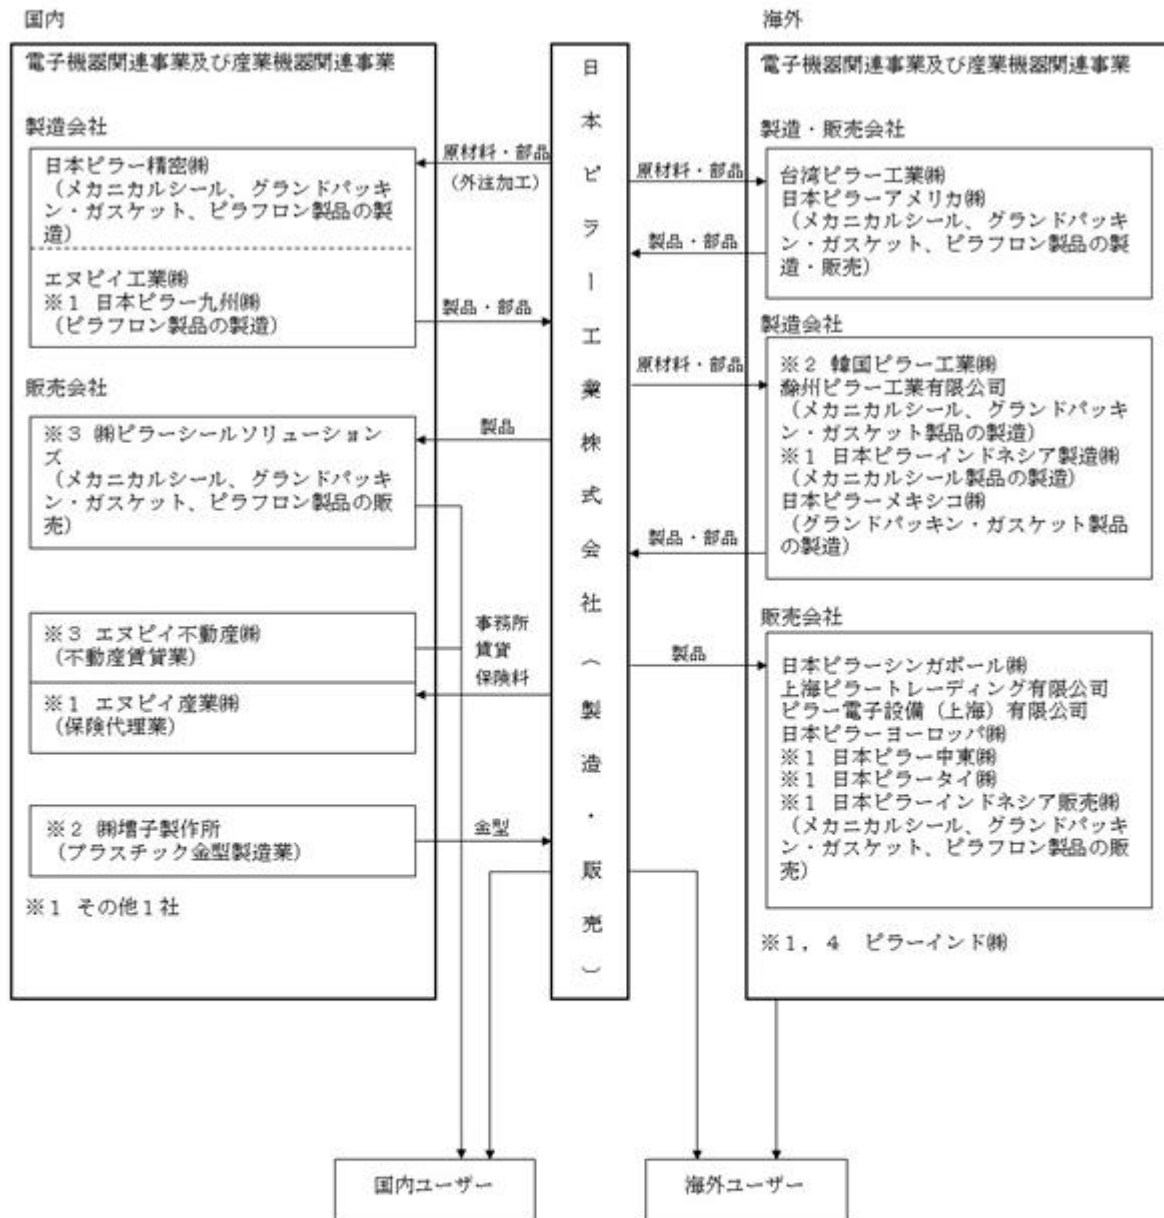 国内
電子機器関連事業及び産業機器関連事業
製造会社
日本ピラー精密㈱
（メカニカルシール、グランドパッキ
ン・ガスケット、ピラフロン製品の製
造）
エヌピイ工業㈱
※１ 日本ピラー九州㈱
（ピラフロン製品の製造）
販売会社
※３ ㈱ピラーシールソリューション
ズ
（メカニカルシール、グランドパッキ
ン・ガスケット、ピラフロン製品の販
売）
※３ エヌピイ不動産㈱
（不動産賃貸業）
※１ エヌピイ産業㈱
（保険代理業）
※２ ㈱増子製作所
（プラスチック金型製造業）
※１ その他１社
原材料・部品
（外注加工）
製品・部品
製品
事務所
賃貸
保険料
金型
日本ピラー工業株式会社（製造・販売）
原材料・部品
製品・部品
原材料・部品
製品・部品
製品
海外
電子機器関連事業及び産業機器関連事業
製造・販売会社
台湾ピラー工業㈱
日本ピラーアメリカ㈱
（メカニカルシール、グランドパッキ
ン・ガスケット、ピラフロン製品の製
造・販売）
製造会社
※２ 韓国ピラー工業㈱
滁州ピラー工業有限公司
（メカニカルシール、グランドパッキ
ン・ガスケット製品の製造）
※１ 日本ピラーインドネシア製造㈱
（メカニカルシール製品の製造）
日本ピラーメキシコ㈱
（グランドパッキン・ガスケット製品
の製造）
販売会社
日本ピラーシンガポール㈱
上海ピラートレーディング有限公司
ピラー電子設備（上海）有限公司
日本ピラーヨーロッパ㈱
※１ 日本ピラー中東㈱
※１ 日本ピラータイ㈱
※１ 日本ピラーインドネシア販売㈱
（メカニカルシール、グランドパッキ
ン・ガスケット、ピラフロン製品の販
売）
※１，４ ピラーインド㈱
国内ユーザー
海外ユーザー